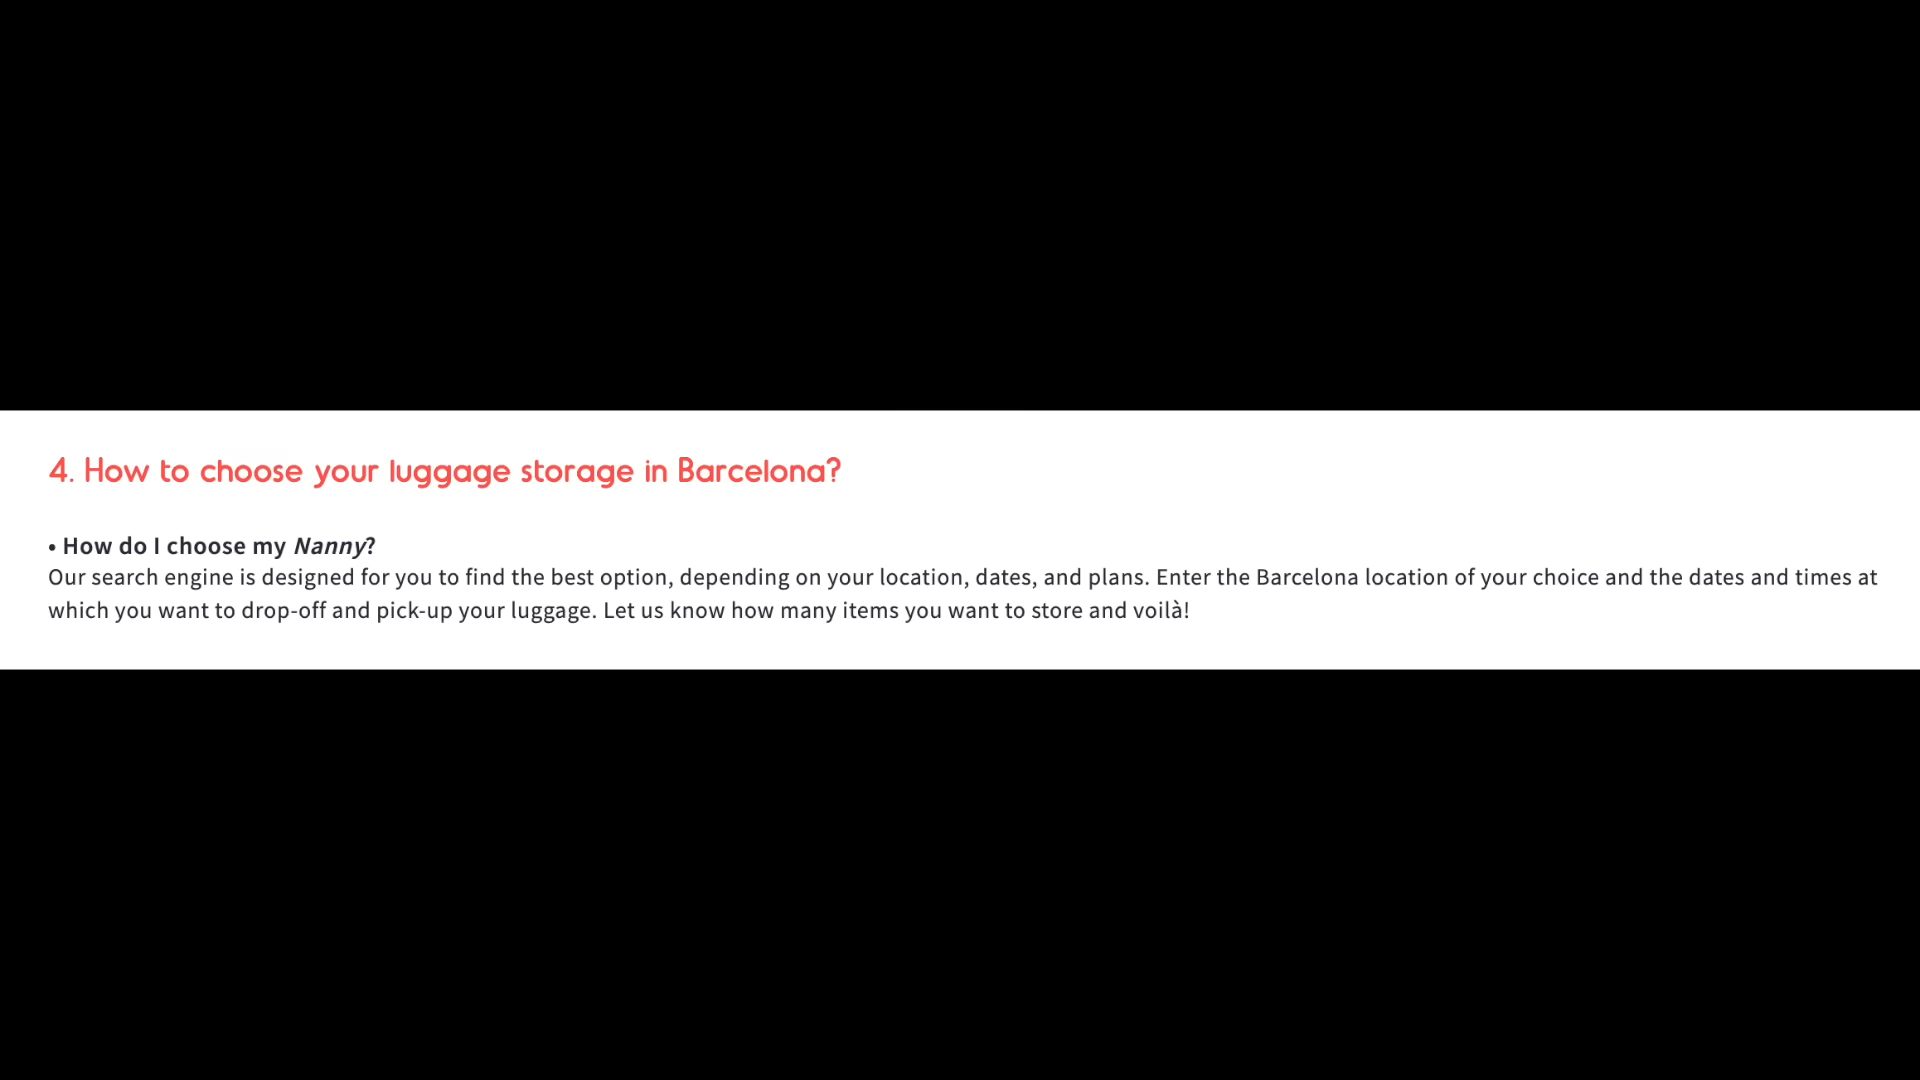 4. How to choose your luggage storage in Barcelona?
• How do I choose my Nanny?
Our search engine is designed for you to find the best option, depending on your location, dates, and plans. Enter the Barcelona location of your choice and the dates and times at
which you want to drop-off and pick-up your luggage. Let us know how many items you want to store and voilà!